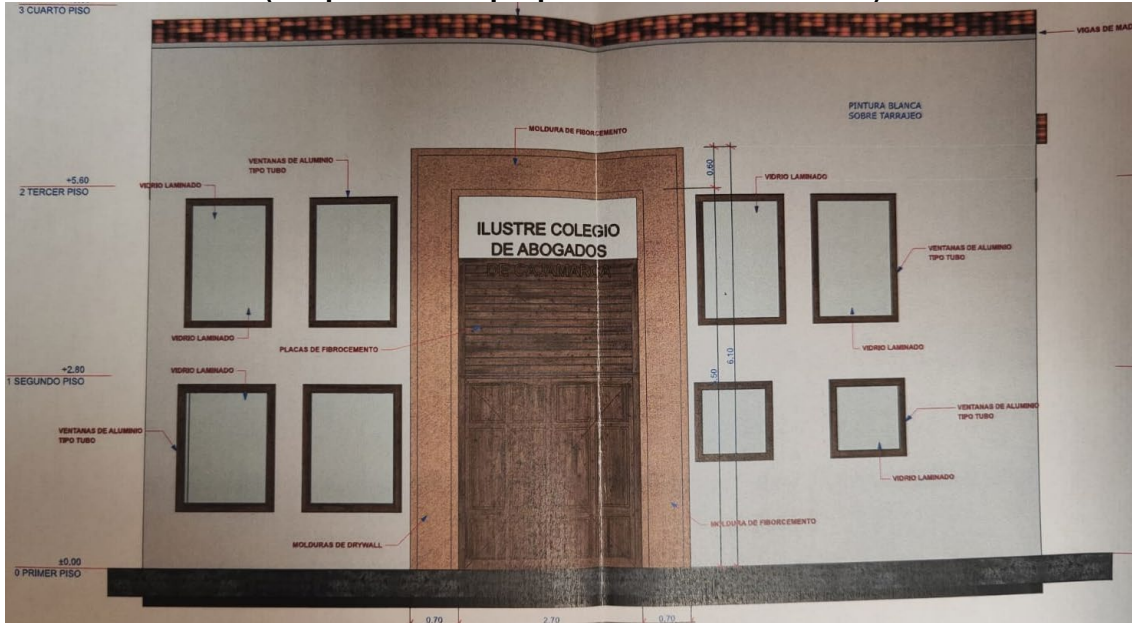 3 CUARTO PISO
VIGAS DE MAD
PINTURA BLANCA
SOBRE TARRAJEO
MOLDURA DE FIBORCEMENTO
VENTANAS DE ALUMINIO
TIPO TUBO
0.60
+5.60
2 TERCER PISO
VIDRIO LAMINADO
VIDRIO LAMINADO
ILUSTRE COLEGIO
DE ABOGADOS
DE CAJAMARCA
VENTANAS DE ALUMINIO
TIPO TUBO
VIDRIO LAMINADO
PLACAS DE FIBROCEMENTO
VIDRIO LAMINADO
6.10
.50
+2.80
1 SEGUNDO PISO
VIDRIO LAMINADO
VENTANAS DE ALUMINIO
TIPO TUBO
VENTANAS DE ALUMINIO
TIPO TUBO
VIDRIO LAMINADO
MOLDURA DE FIBORCEMENTO
MOLDURAS DE DRYWALL
±0.00
0 PRIMER PISO
0.70
2.70
0.70